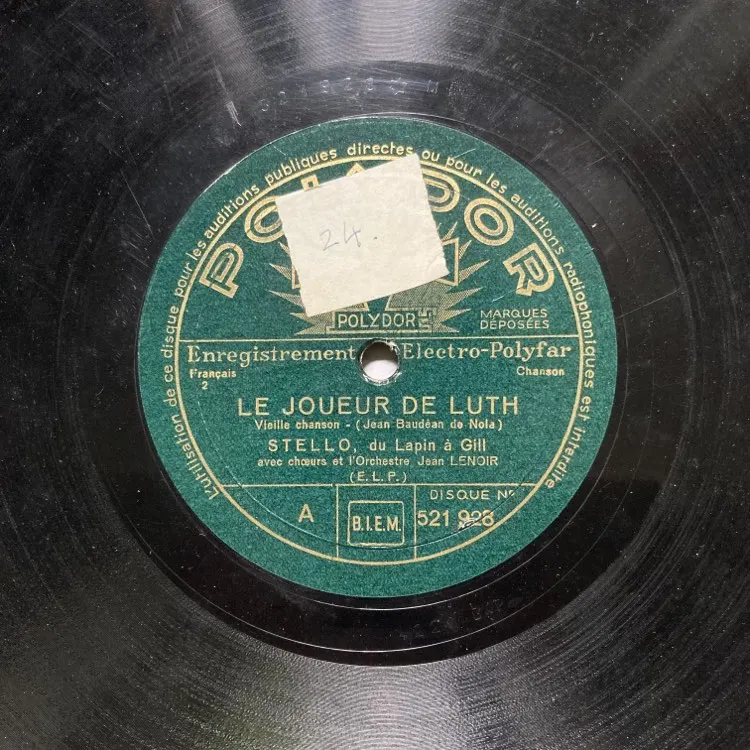 L'utilisation de ce disque pour les auditions publiques directes ou pour les auditions radiophoniques est interdite
POLYDOR
24.
POLYDOR
MARQUES
DÉPOSÉES
Enregistrement Electro-Polyfar
Français Chanson
2
LE JOUEUR DE LUTH
Vieille chanson - (Jean Baudéan de Nola)
STELLO, du Lapin à Gill
avec chœurs et l'Orchestre Jean LENOIR
(E.L.P.)
DISQUE Nº
A B.I.E.M. 521 928